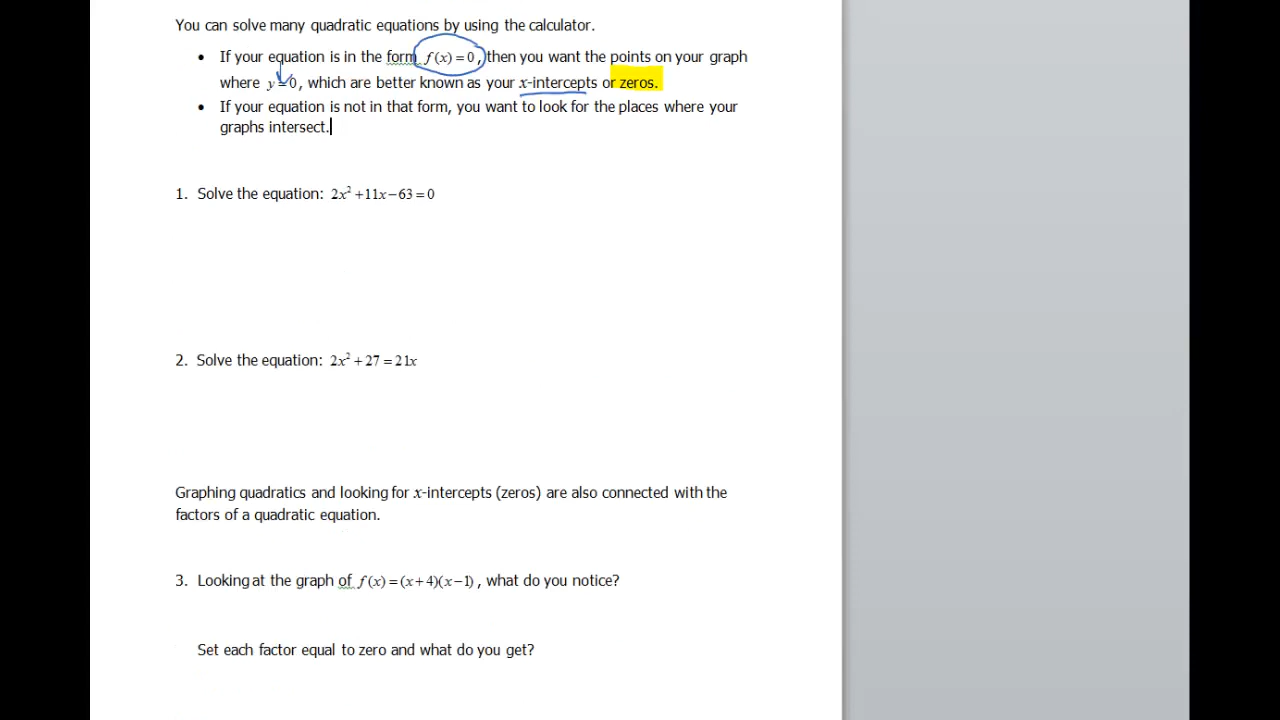 You can solve many quadratic equations by using the calculator.
• If your equation is in the form f(x)=0, then you want the points on your graph
where y=0, which are better known as your x-intercepts or zeros.
• If your equation is not in that form, you want to look for the places where your
graphs intersect.
1. Solve the equation: 2x²+11x−63=0
2. Solve the equation: 2x²+27=21x
Graphing quadratics and looking for x-intercepts (zeros) are also connected with the
factors of a quadratic equation.
3. Looking at the graph of f(x)=(x+4)(x−1), what do you notice?
Set each factor equal to zero and what do you get?